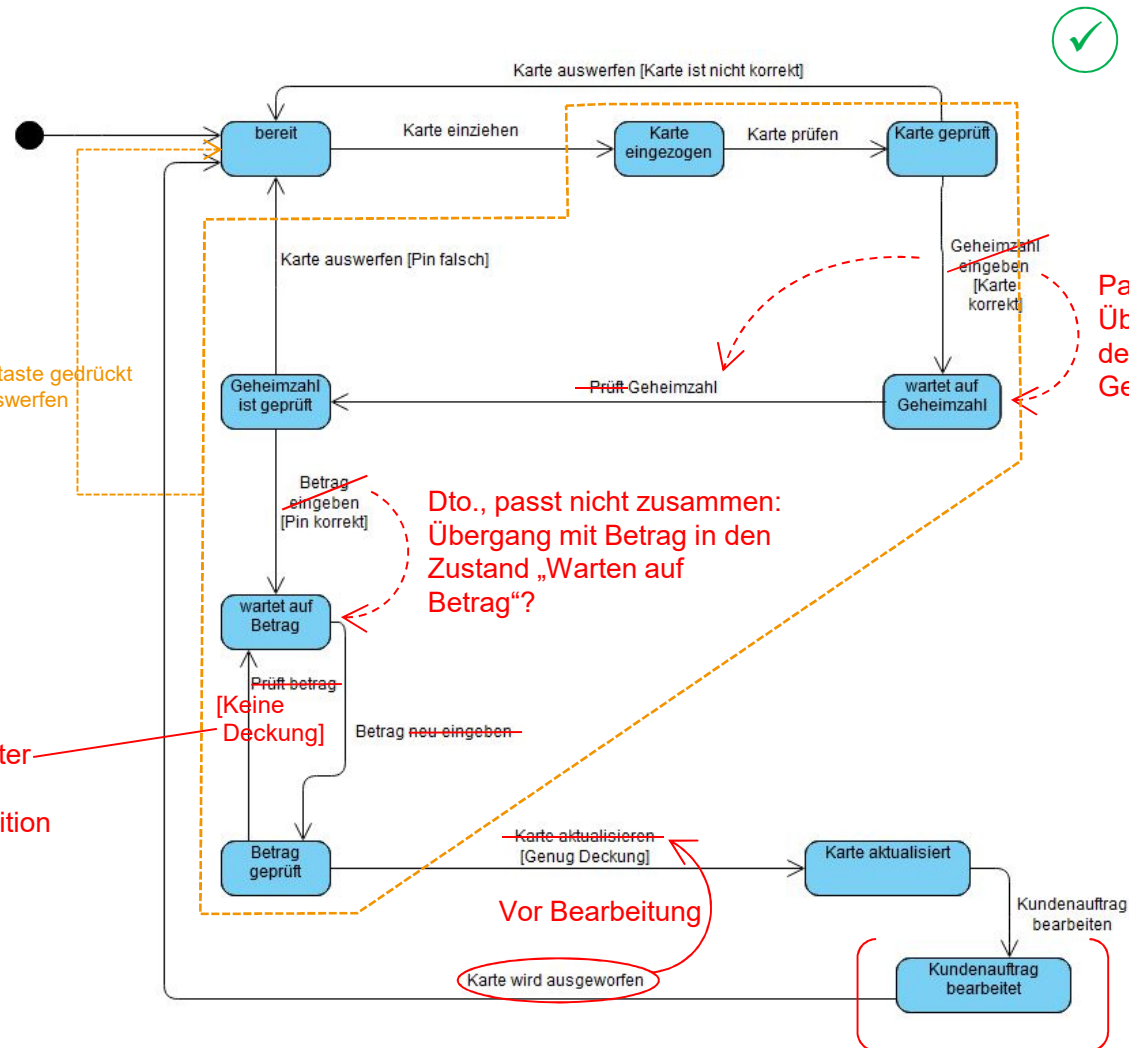 Karte auswerfen [Karte ist nicht korrekt]
bereit
Karte einziehen
Karte
eingezogen
Karte prüfen
Karte geprüft
Karte auswerfen [Pin falsch]
Geheimzahl
eingeben
[Karte
korrekt]
taste gedrückt
Geheimzahl
ist geprüft
Prüft Geheimzahl
wartet auf
Geheimzahl
Betrag
eingeben
[Pin korrekt]
Dto., passt nicht zusammen:
Übergang mit Betrag in den
Zustand „Warten auf
Betrag“?
wartet auf
Betrag
Prüft betrag
[Keine
Deckung]
Betrag neu eingeben
Betrag
geprüft
Karte aktualisieren
[Genug Deckung]
Karte aktualisiert
Vor Bearbeitung
Kundenauftrag
bearbeiten
Karte wird ausgeworfen
Kundenauftrag
bearbeitet